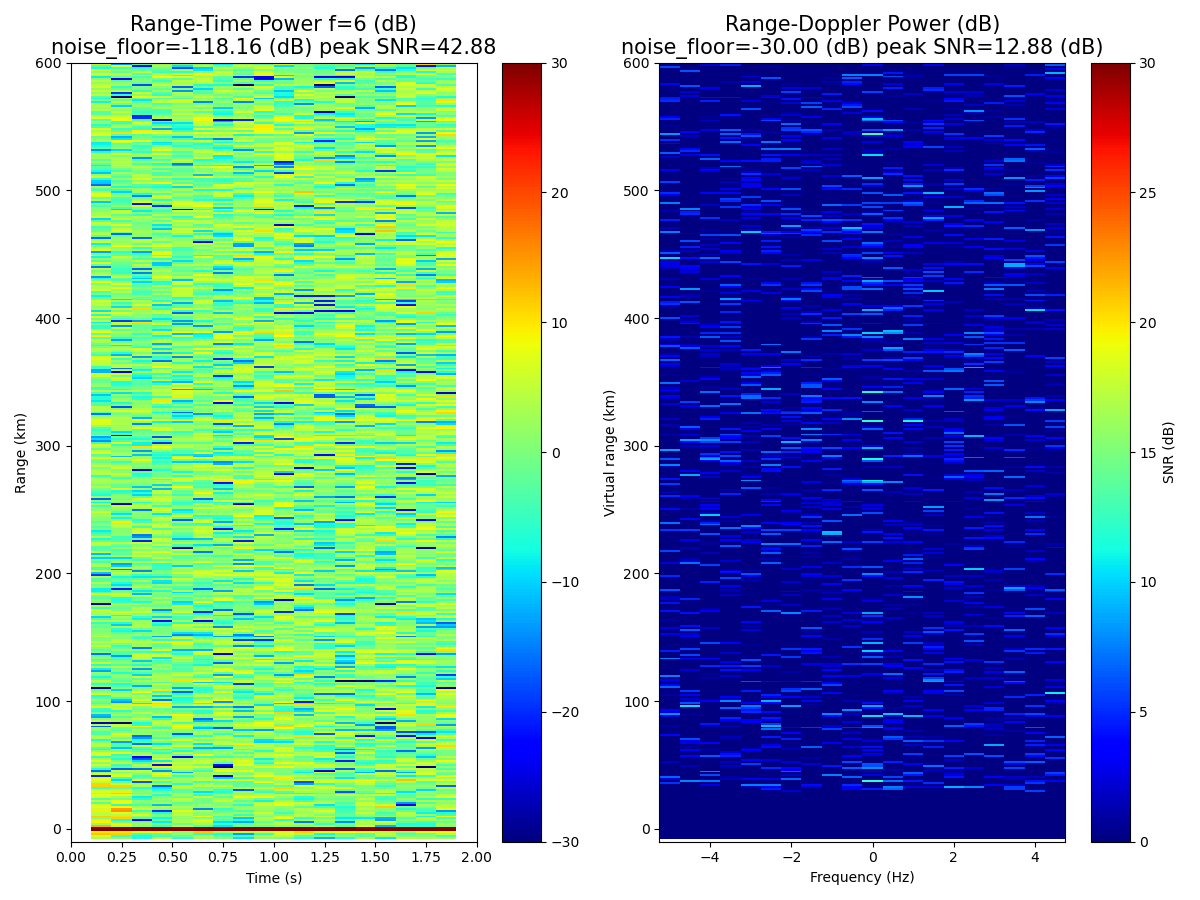 Range-Time Power f=6 (dB)
noise_floor=-118.16 (dB) peak SNR=42.88
Range (km)
600
500
400
300
200
100
0
0.00 0.25 0.50 0.75 1.00 1.25 1.50 1.75 2.00
Time (s)
30
20
10
0
−10
−20
−30
Range-Doppler Power (dB)
noise_floor=-30.00 (dB) peak SNR=12.88 (dB)
Virtual range (km)
600
500
400
300
200
100
0
−4 −2 0 2 4
Frequency (Hz)
30
25
20
15
10
5
0
SNR (dB)